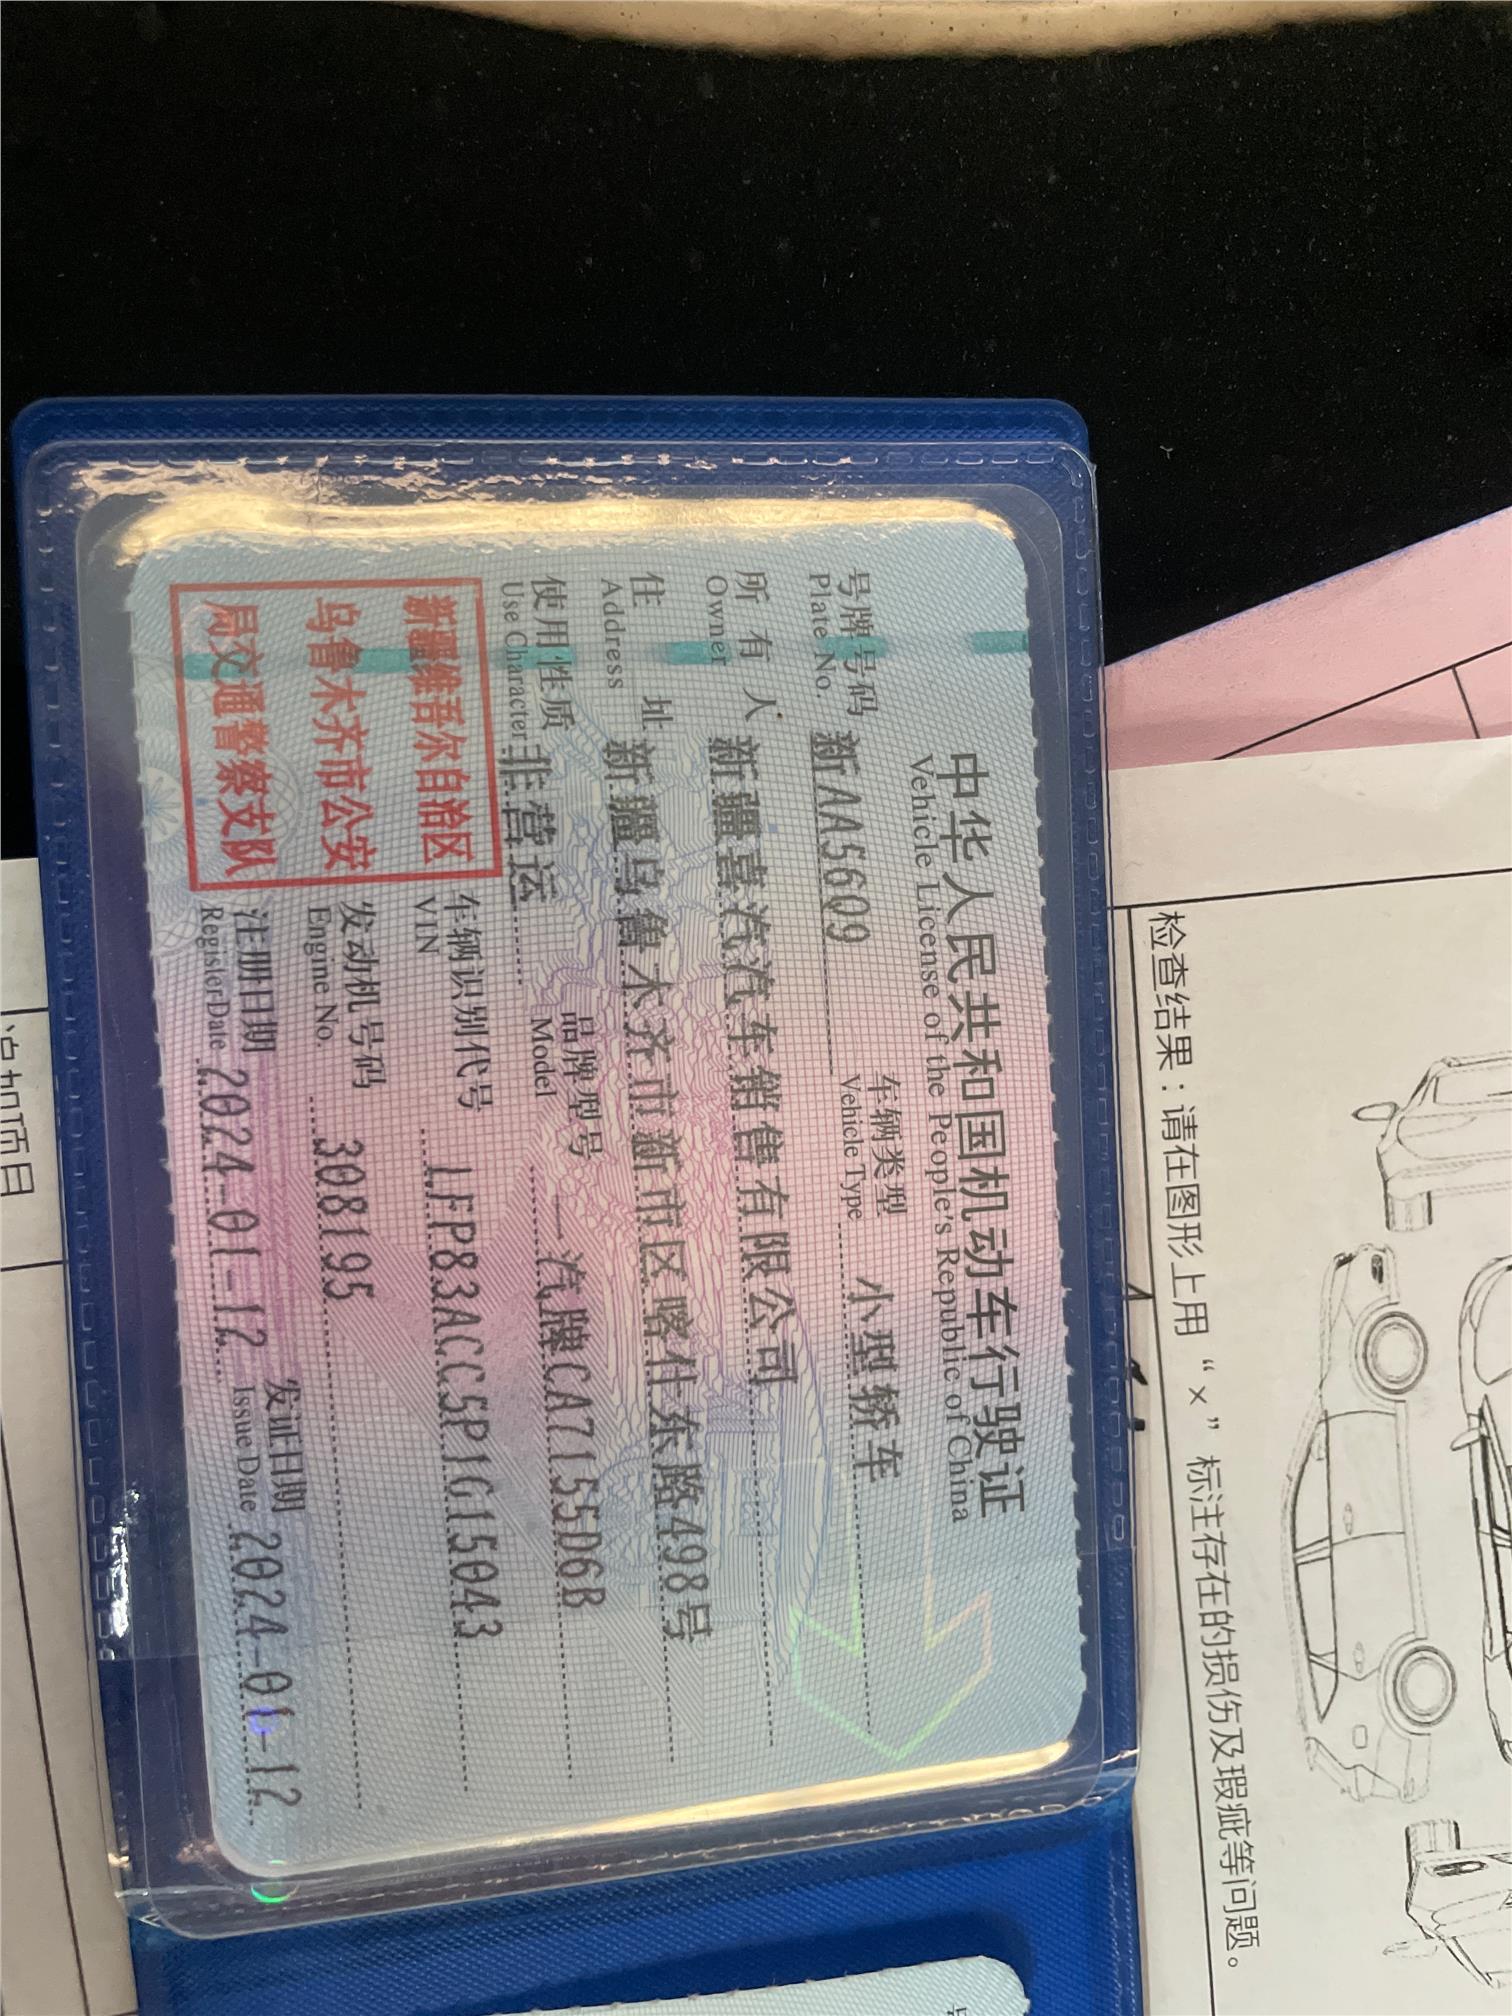 中华人民共和国机动车行驶证
Vehicle License of the People's Republic of China
号牌号码 新AA56Q9 车辆类型 小型轿车
Plate No. Vehicle Type
所有人 新疆喜汽汽车销售有限公司
Owner
住址 新疆乌鲁木齐市新市区喀什东路498号
Address
使用性质 非营运 品牌型号 一汽牌CA7155D6B
Use Character Model
新疆维吾尔自治区
乌鲁木齐市公安
局交通警察支队
车辆识别代号 LFP83ACC5P1G15043
VIN
发动机号码 308195
Engine No.
注册日期 2024-01-12 发证日期 2024-01-12
Register Date Issue Date
检查结果：请在图形上用“×”标注存在的损伤及瑕疵等问题。